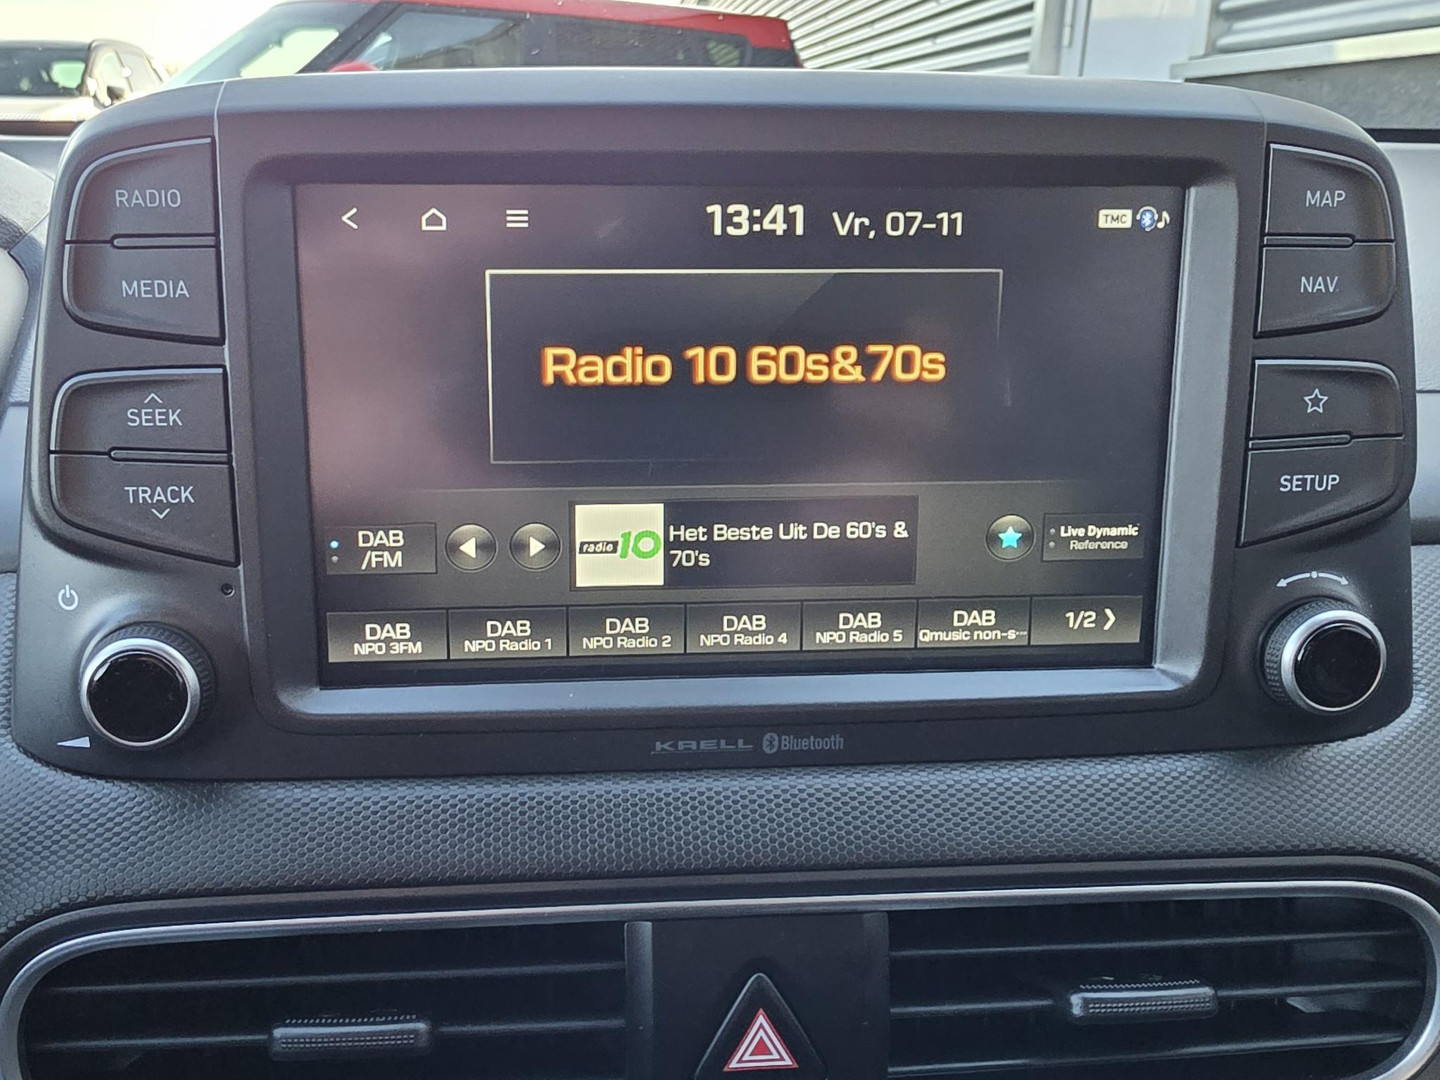 RADIO
MEDIA
SEEK
TRACK
13:41 Vr, 07-11
TMC
Radio 10 60s&70s
DAB
/FM
radio 10
Het Beste Uit De 60's &
70's
Live Dynamic
Reference
DAB
NPO 3FM
DAB
NPO Radio 1
DAB
NPO Radio 2
DAB
NPO Radio 4
DAB
NPO Radio 5
DAB
Qmusic non-s···
1/2
MAP
NAV
SETUP
KRELL Bluetooth